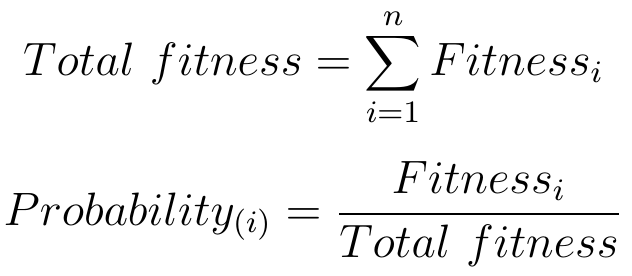 Total fitness = \sum_{i=1}^{n} Fitness_i
Probability_{(i)} = \frac{Fitness_i}{Total fitness}